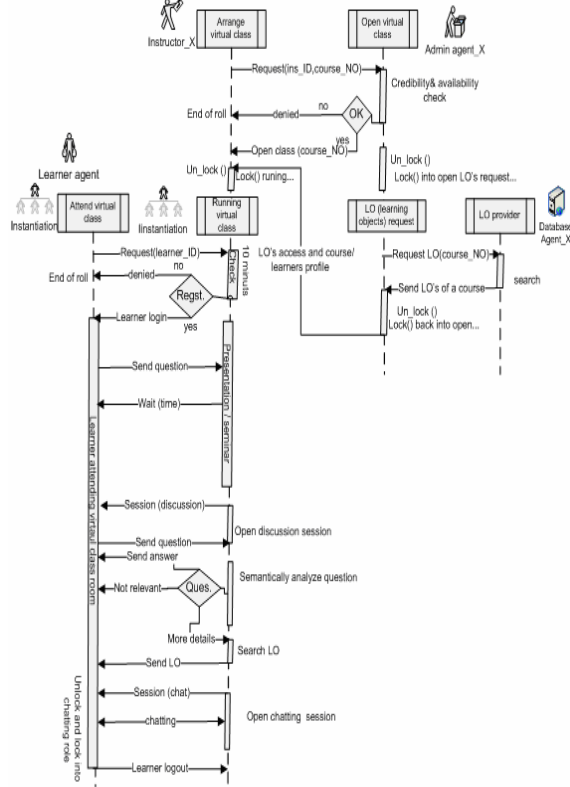 Instructor_X
Arrange
virtual class
Open virtual
class
Admin agent_X
Request(ins_ID,course_NO)
Credibility& availability
check
End of roll
denied
no
OK
yes
Open class (course_NO)
Un_lock ()
Lock() runing...
Un_lock ()
Lock() into open LO's request...
Learner agent
Instantiation
Attend virtual
class
Iinstantiation
Running
virtual
class
LO (learning
objects) request
LO provider
Database
Agent_X
Request(learner_ID)
10 minuts
Check
LO's access and course/
learners profile
Request LO(course_NO)
search
End of roll
denied
no
Regst.
yes
Send LO's of a course
Un_lock ()
Lock() back into open...
Learner login
Presentation / seminar
Send question
Wait (time)
Learner attending virtaul class room
Session (discussion)
Open discussion session
Send question
Send answer
Semantically analyze question
Not relevant
Ques.
More details
Search LO
Send LO
Unlock and lock into
chatting role
Session (chat)
chatting
Open chatting session
Learner logout